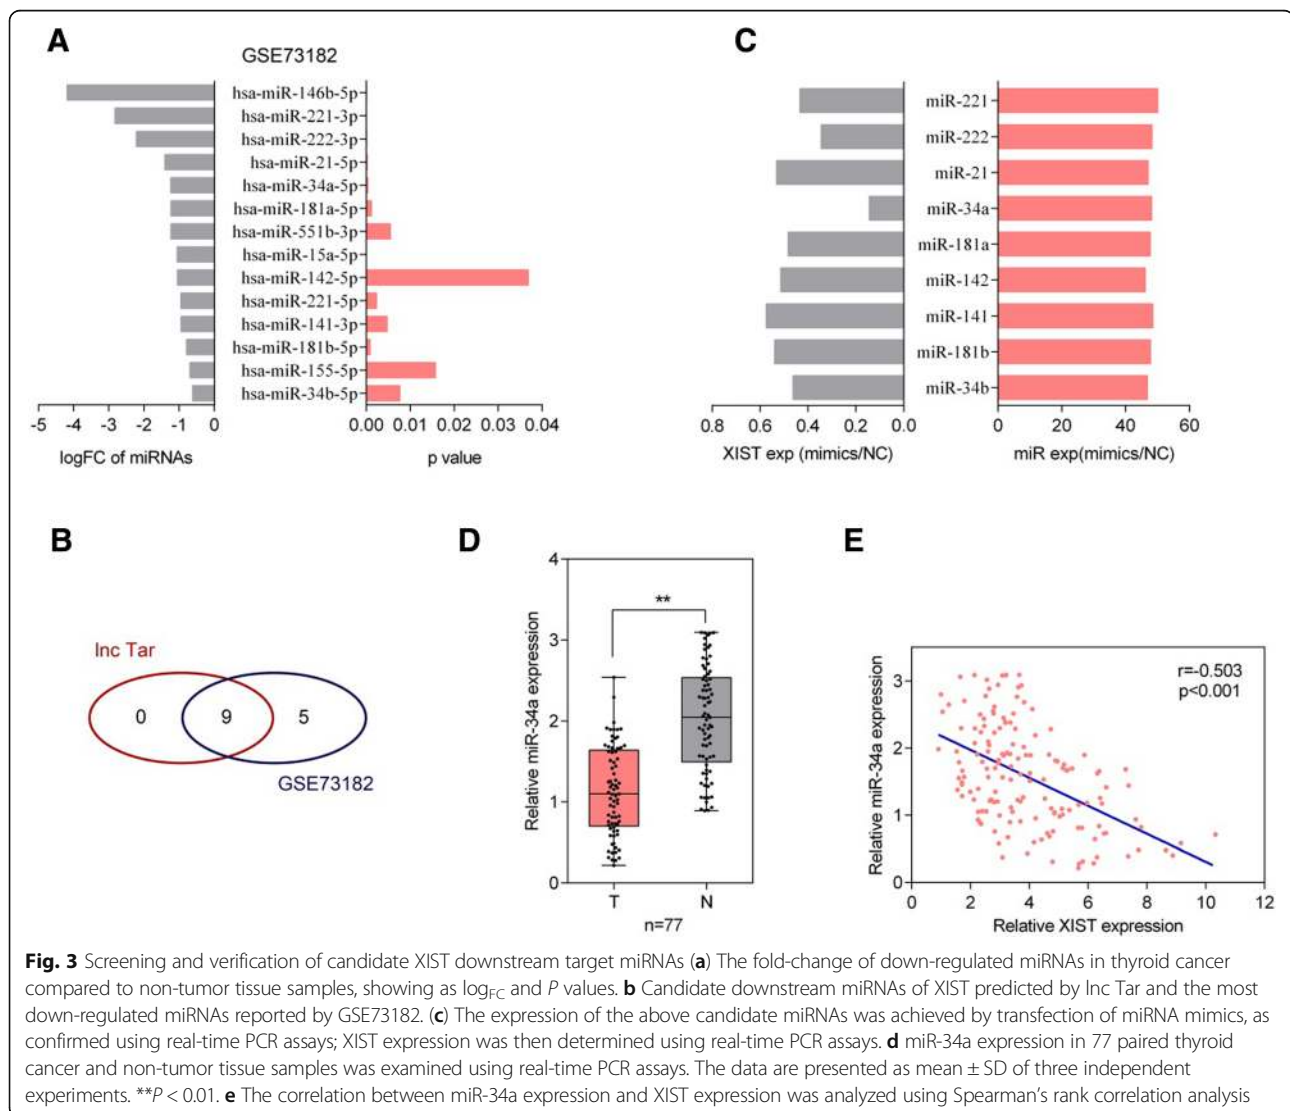 A
GSE73182
hsa-miR-146b-5p
hsa-miR-221-3p
hsa-miR-222-3p
hsa-miR-21-5p
hsa-miR-34a-5p
hsa-miR-181a-5p
hsa-miR-551b-3p
hsa-miR-15a-5p
hsa-miR-142-5p
hsa-miR-221-5p
hsa-miR-141-3p
hsa-miR-181b-5p
hsa-miR-155-5p
hsa-miR-34b-5p
-5 -4 -3 -2 -1 0
0.00 0.01 0.02 0.03 0.04
logFC of miRNAs
p value
C
miR-221
miR-222
miR-21
miR-34a
miR-181a
miR-142
miR-141
miR-181b
miR-34b
0.8 0.6 0.4 0.2 0.0
0 20 40 60
XIST exp (mimics/NC)
miR exp(mimics/NC)
B
lnc Tar
0 9 5
GSE73182
D
Relative miR-34a expression
4
3
2
1
0
**
T N
n=77
E
Relative miR-34a expression
3
2
1
0
r=-0.503
p<0.001
0 2 4 6 8 10 12
Relative XIST expression
Fig. 3 Screening and verification of candidate XIST downstream target miRNAs (a) The fold-change of down-regulated miRNAs in thyroid cancer
compared to non-tumor tissue samples, showing as logFC and P values. b Candidate downstream miRNAs of XIST predicted by lnc Tar and the most
down-regulated miRNAs reported by GSE73182. (c) The expression of the above candidate miRNAs was achieved by transfection of miRNA mimics, as
confirmed using real-time PCR assays; XIST expression was then determined using real-time PCR assays. d miR-34a expression in 77 paired thyroid
cancer and non-tumor tissue samples was examined using real-time PCR assays. The data are presented as mean ± SD of three independent
experiments. **P < 0.01. e The correlation between miR-34a expression and XIST expression was analyzed using Spearman's rank correlation analysis